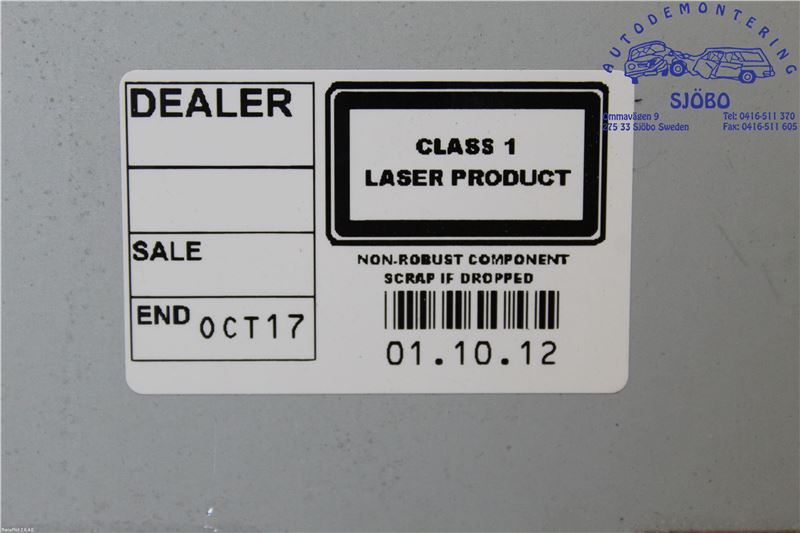 AUTODEMONTERING
SJÖBO
Ommavägen 9
275 33 Sjöbo Sweden
Tel: 0416-511 370
Fax: 0416-511 605
DEALER
SALE
END OCT17
CLASS 1
LASER PRODUCT
NON-ROBUST COMPONENT
SCRAP IF DROPPED
01.10.12